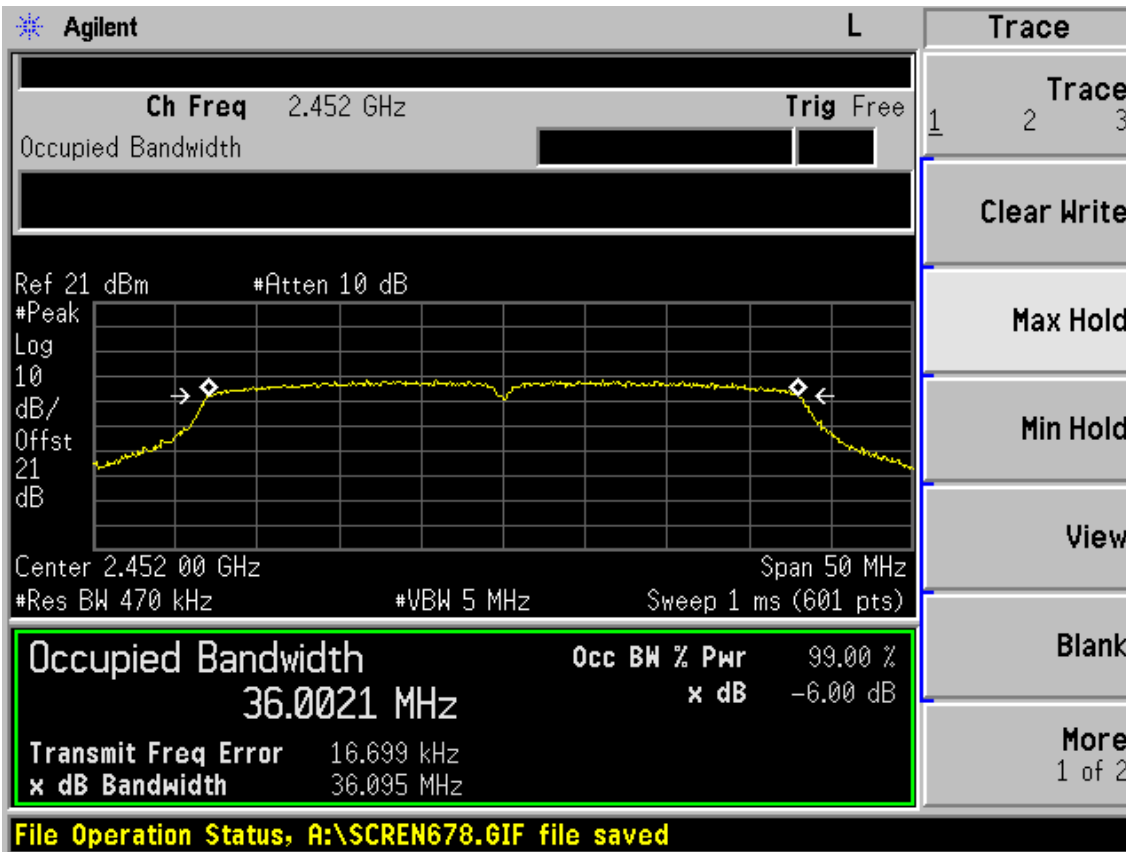 Agilent L Trace
Ch Freq 2.452 GHz Trig Free
Occupied Bandwidth
Trace
1 2 3
Clear Write
Max Hold
Min Hold
View
Blank
More
1 of 2
Ref 21 dBm #Atten 10 dB
#Peak
Log
10
dB/
Offst
21
dB
Center 2.452 00 GHz Span 50 MHz
#Res BW 470 kHz #VBW 5 MHz Sweep 1 ms (601 pts)
Occupied Bandwidth
36.0021 MHz
Occ BW % Pwr 99.00 %
x dB -6.00 dB
Transmit Freq Error 16.699 kHz
x dB Bandwidth 36.095 MHz
File Operation Status, A:\SCREN678.GIF file saved